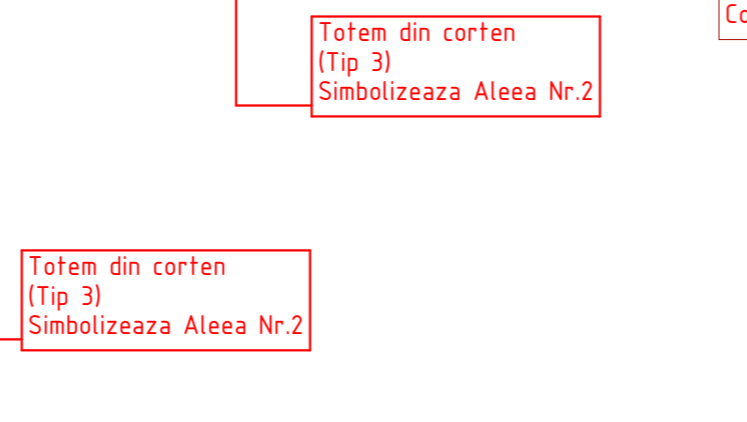 Totem din corten
(Tip 3)
Simbolizeaza Aleea Nr.2
Totem din corten
(Tip 3)
Simbolizeaza Aleea Nr.2